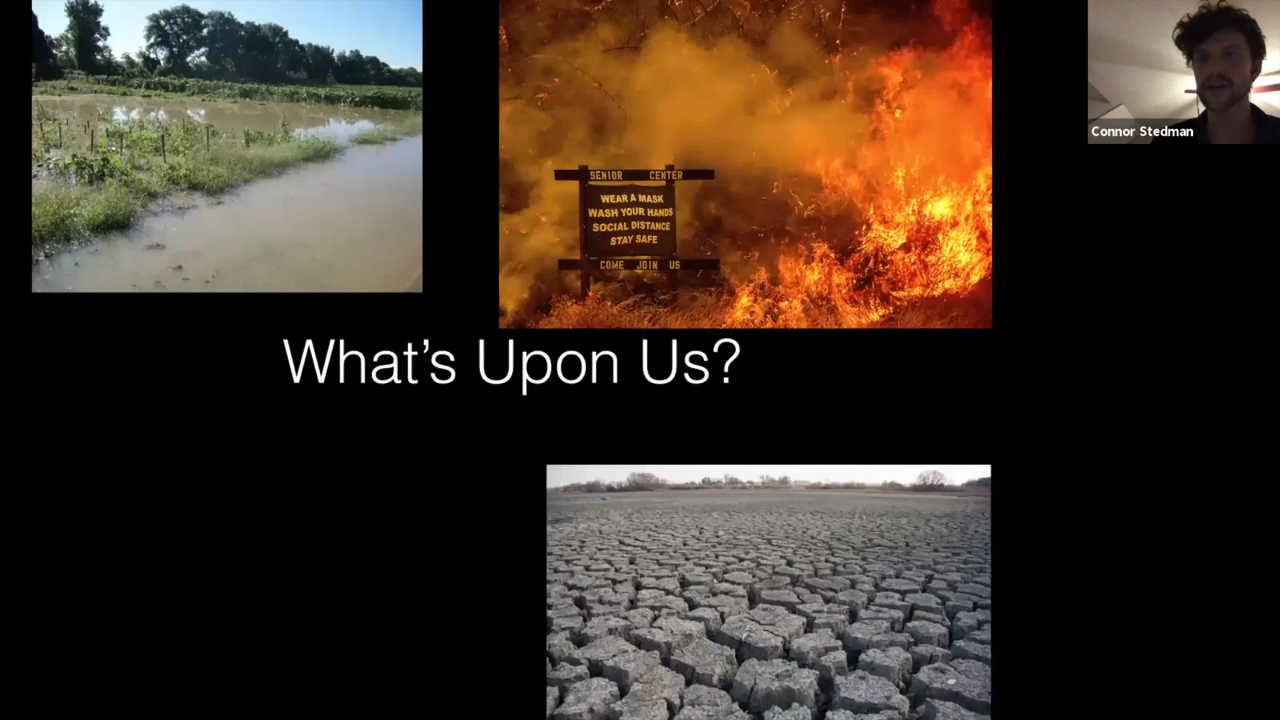 Connor Stedman
SENIOR CENTER
WEAR A MASK
WASH YOUR HANDS
SOCIAL DISTANCE
STAY SAFE
COME JOIN US
What's Upon Us?